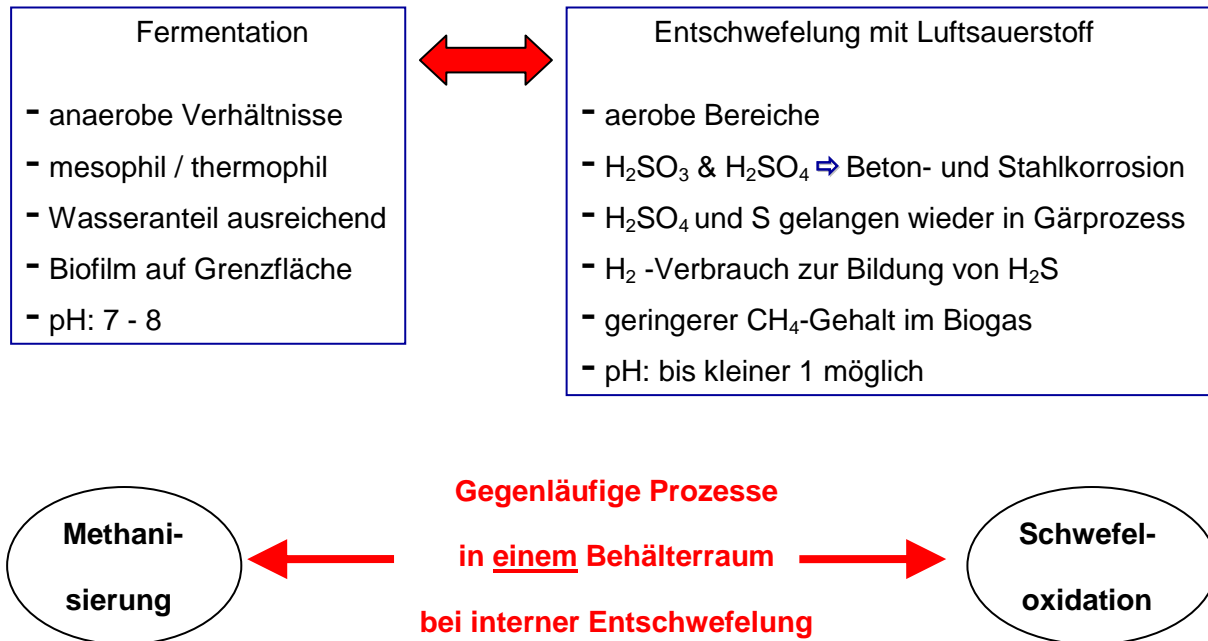 Fermentation
- anaerobe Verhältnisse
- mesophil / thermophil
- Wasseranteil ausreichend
- Biofilm auf Grenzfläche
- pH: 7 - 8
Entschwefelung mit Luftsauerstoff
- aerobe Bereiche
- H₂SO₃ & H₂SO₄ ⇨ Beton- und Stahlkorrosion
- H₂SO₄ und S gelangen wieder in Gärprozess
- H₂ -Verbrauch zur Bildung von H₂S
- geringerer CH₄-Gehalt im Biogas
- pH: bis kleiner 1 möglich
Methani-
sierung
Gegenläufige Prozesse
in einem Behälterraum
bei interner Entschwefelung
Schwefel-
oxidation